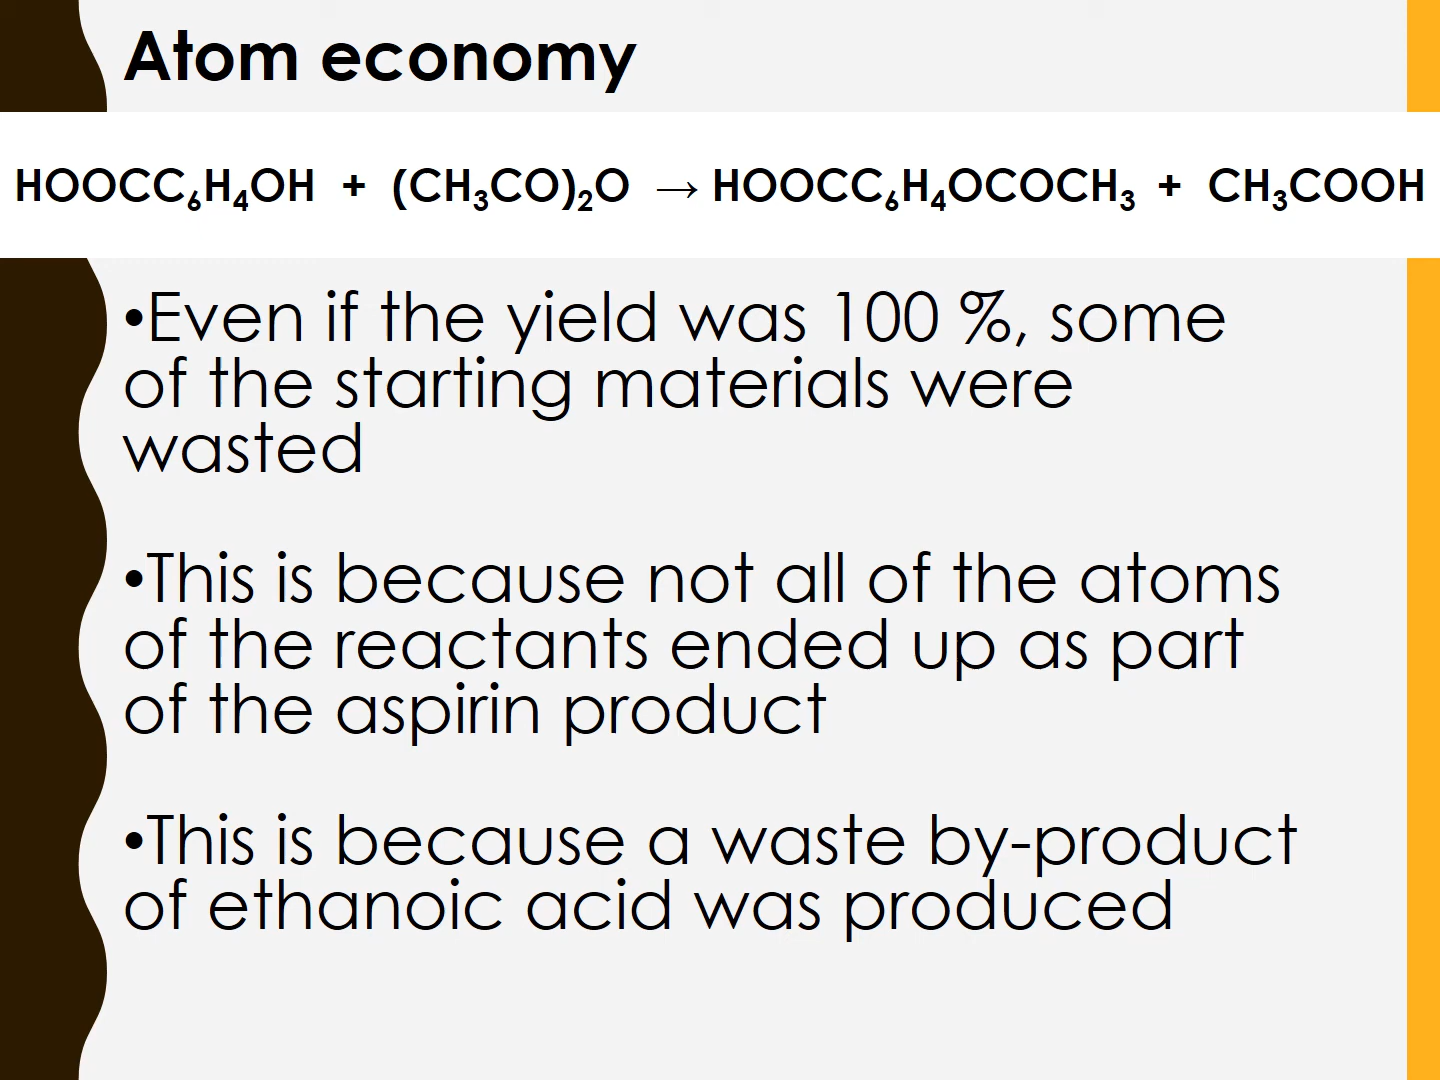 Atom economy
HOOCC₆H₄OH + (CH₃CO)₂O → HOOCC₆H₄OCOCH₃ + CH₃COOH
•Even if the yield was 100 %, some
of the starting materials were
wasted
•This is because not all of the atoms
of the reactants ended up as part
of the aspirin product
•This is because a waste by-product
of ethanoic acid was produced